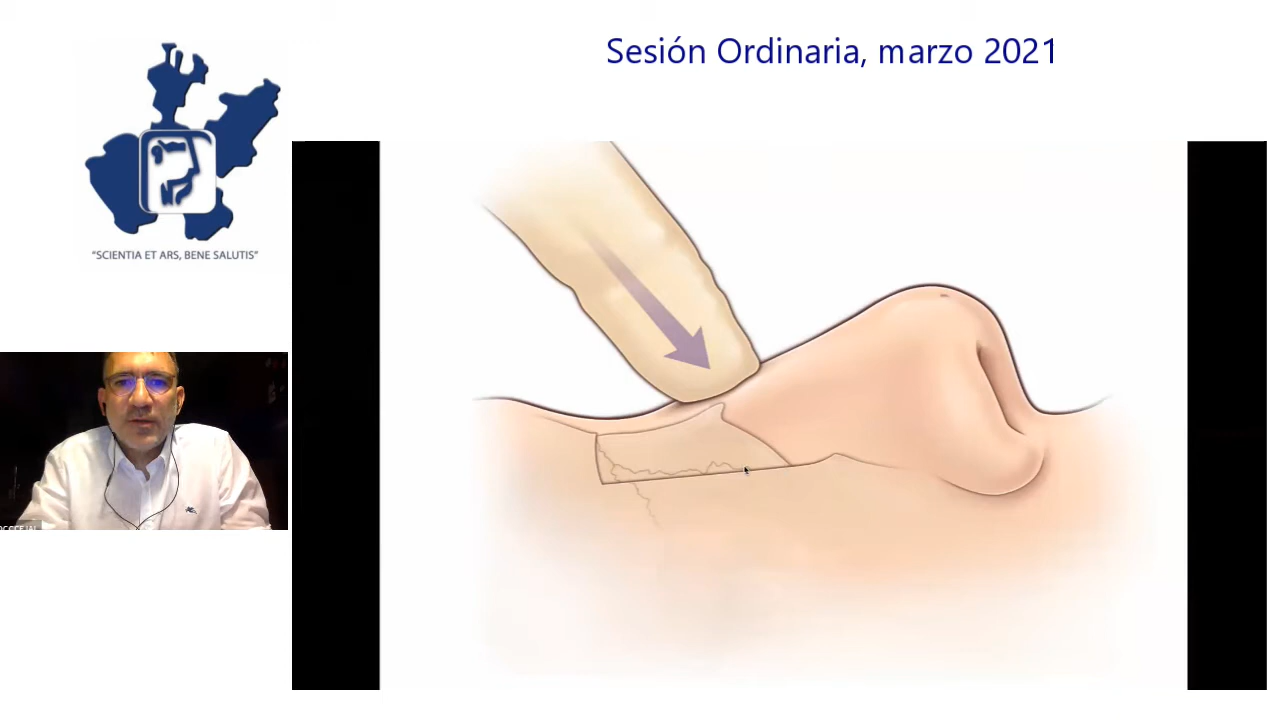 Sesión Ordinaria, marzo 2021
“SCIENTIA ET ARS, BENE SALUTIS”